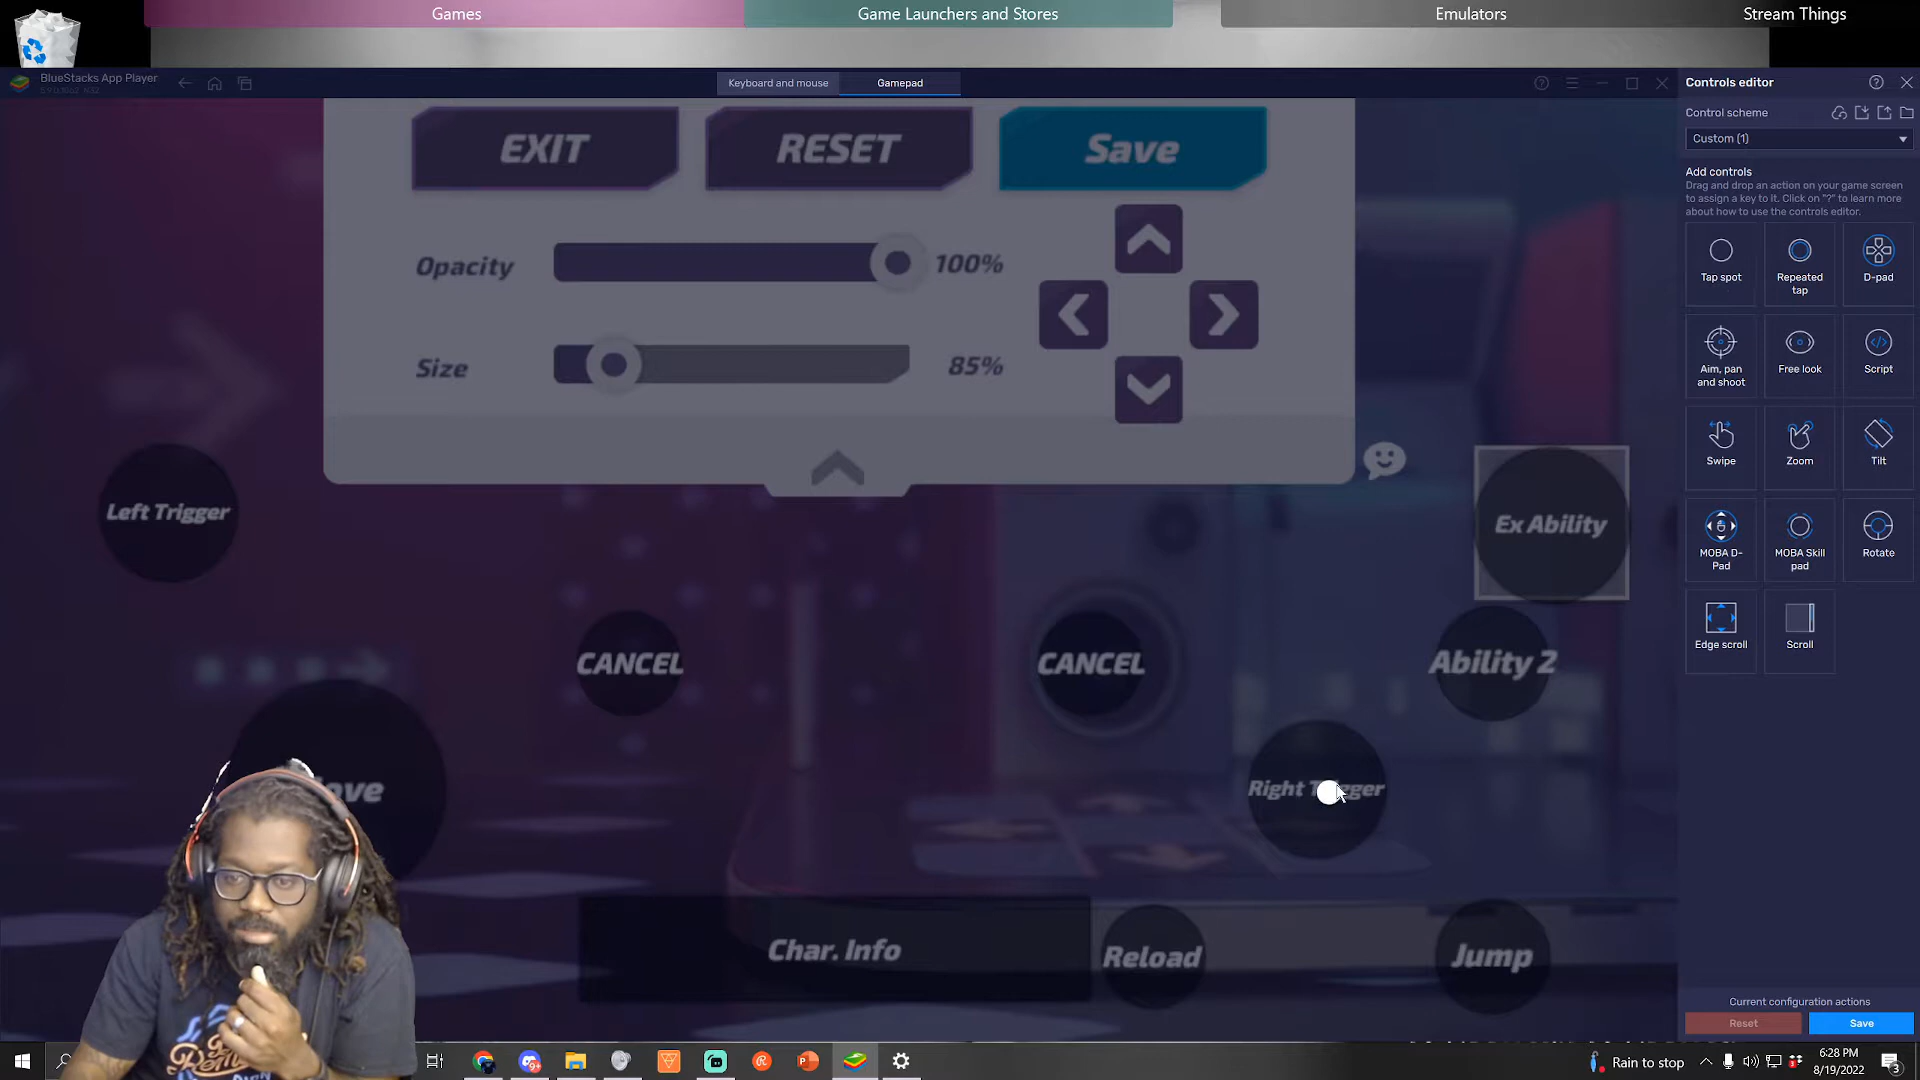 Games
Game Launchers and Stores
Emulators
Stream Things
BlueStacks App Player
Keyboard and mouse
Gamepad
Controls editor
Control scheme
Custom (1)
Add controls
Drag and drop an action on your game screen
to assign a key to it. Click on "?" to learn more
about how to use the controls editor.
Tap spot
Repeated
tap
D-pad
Aim, pan
and shoot
Free look
Script
Swipe
Zoom
Tilt
MOBA D-
Pad
MOBA Skill
pad
Rotate
Edge scroll
Scroll
EXIT
RESET
Save
Opacity
100%
Size
85%
Left Trigger
Ex Ability
CANCEL
CANCEL
Ability 2
Char. Info
Reload
Jump
Current configuration actions
Reset
Save
Rain to stop
6:28 PM
8/19/2022